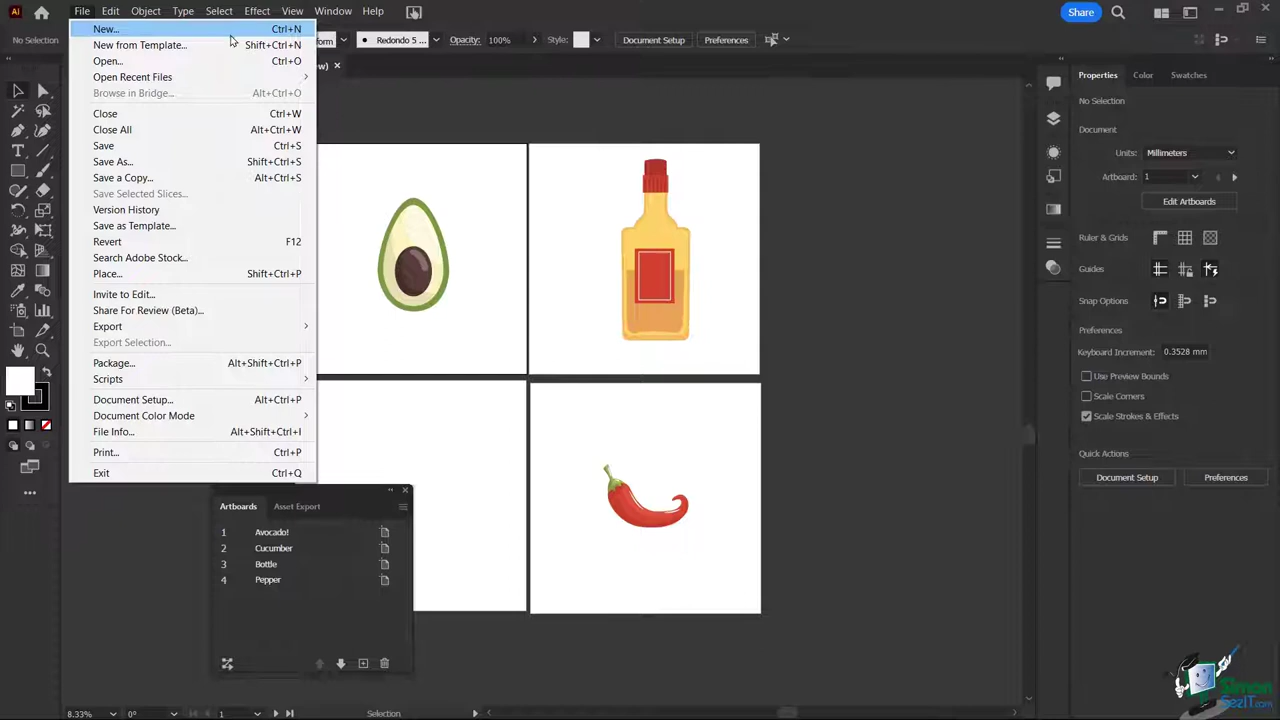 Ai File Edit Object Type Select Effect View Window Help Share
No Selection form Redondo 5 ... Opacity: 100% Style: Document Setup Preferences
New... Ctrl+N
New from Template... Shift+Ctrl+N
Open... Ctrl+O
Open Recent Files
Browse in Bridge... Alt+Ctrl+O
Close Ctrl+W
Close All Alt+Ctrl+W
Save Ctrl+S
Save As... Shift+Ctrl+S
Save a Copy... Alt+Ctrl+S
Save Selected Slices...
Version History
Save as Template...
Revert F12
Search Adobe Stock...
Place... Shift+Ctrl+P
Invite to Edit...
Share For Review (Beta)...
Export
Export Selection...
Package... Alt+Shift+Ctrl+P
Scripts
Document Setup... Alt+Ctrl+P
Document Color Mode
File Info... Alt+Shift+Ctrl+I
Print... Ctrl+P
Exit Ctrl+Q
Artboards Asset Export
1 Avocado!
2 Cucumber
3 Bottle
4 Pepper
Properties Color Swatches
No Selection
Document
Units: Millimeters
Artboard: 1
Edit Artboards
Ruler & Grids
Guides
Snap Options
Preferences
Keyboard Increment: 0.3528 mm
Use Preview Bounds
Scale Corners
Scale Strokes & Effects
Quick Actions
Document Setup Preferences
8.33% 0° 1 Selection
Simon
SezIT.com